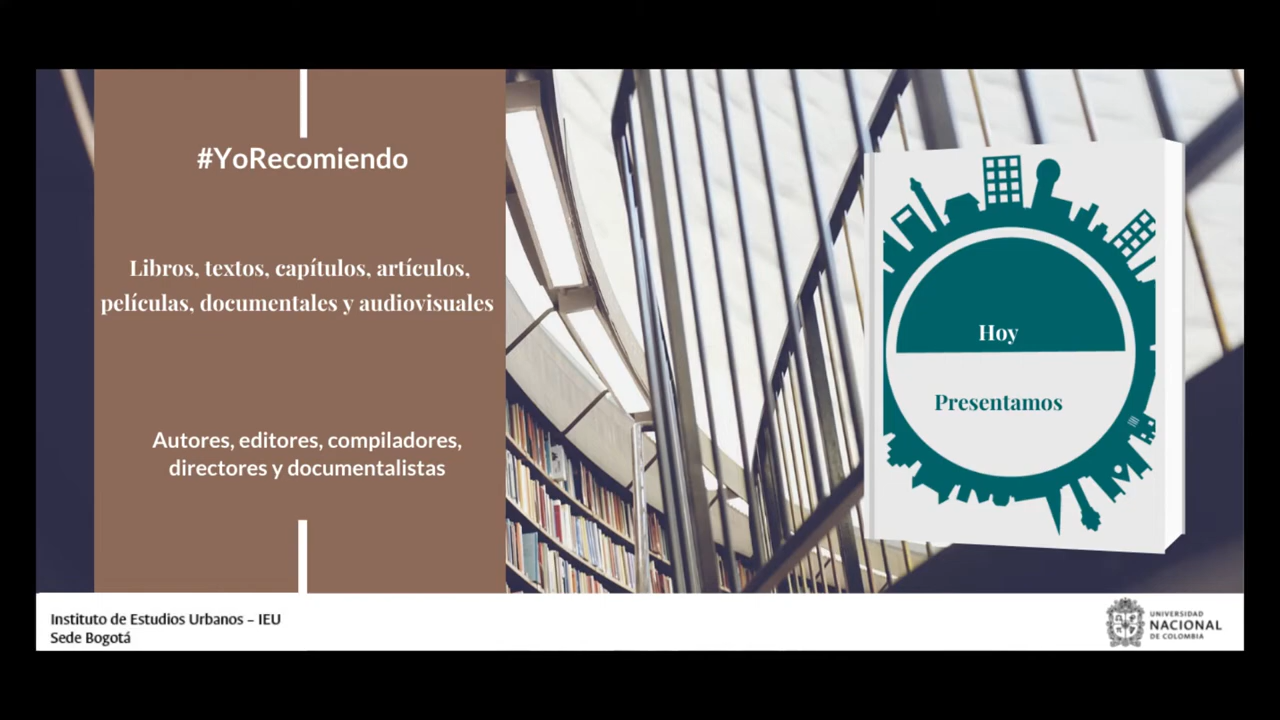 #YoRecomiendo
Libros, textos, capítulos, artículos,
películas, documentales y audiovisuales
Autores, editores, compiladores,
directores y documentalistas
Hoy
Presentamos
Instituto de Estudios Urbanos – IEU
Sede Bogotá
UNIVERSIDAD
NACIONAL
DE COLOMBIA